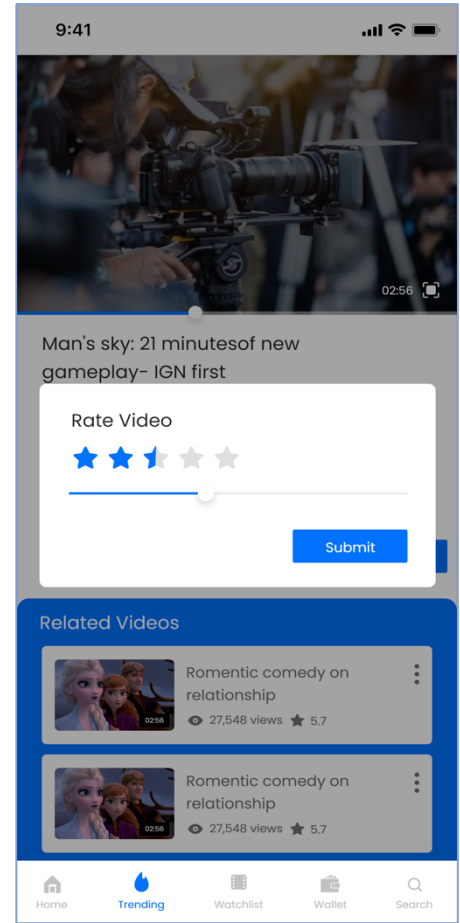 9:41
02:56
Man's sky: 21 minutesof new
gameplay- IGN first
Rate Video
Submit
Related Videos
Romentic comedy on
relationship
02:56
27,548 views 5.7
Romentic comedy on
relationship
02:56
27,548 views 5.7
Home Trending Watchlist Wallet Search